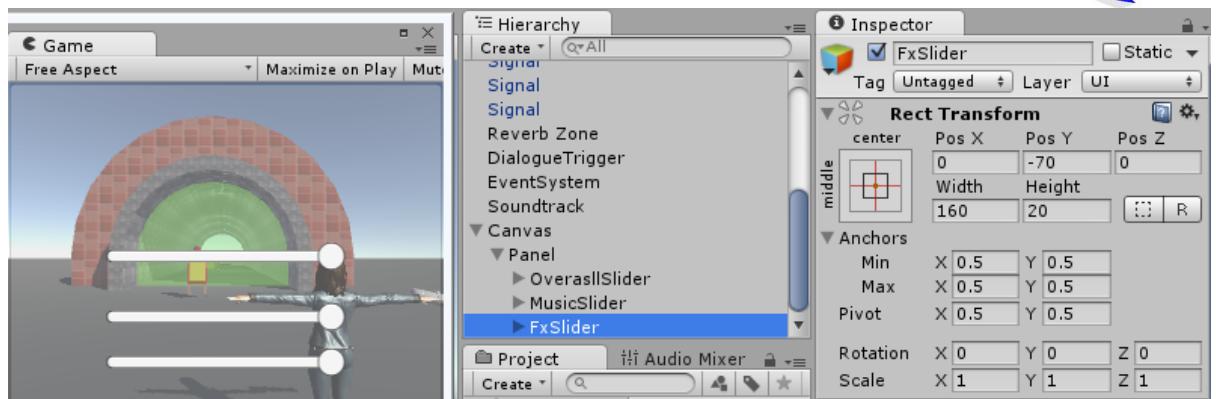 Game
Free Aspect
Maximize on Play
Mut
Hierarchy
Create
All
Signal
Signal
Signal
Reverb Zone
DialogueTrigger
EventSystem
Soundtrack
Canvas
Panel
OverasllSlider
MusicSlider
FxSlider
Project
Audio Mixer
Create
Inspector
FxSlider
Static
Tag Untagged Layer UI
Rect Transform
center Pos X Pos Y Pos Z
middle
0 -70 0
Width Height
160 20
R
Anchors
Min X 0.5 Y 0.5
Max X 0.5 Y 0.5
Pivot X 0.5 Y 0.5
Rotation X 0 Y 0 Z 0
Scale X 1 Y 1 Z 1